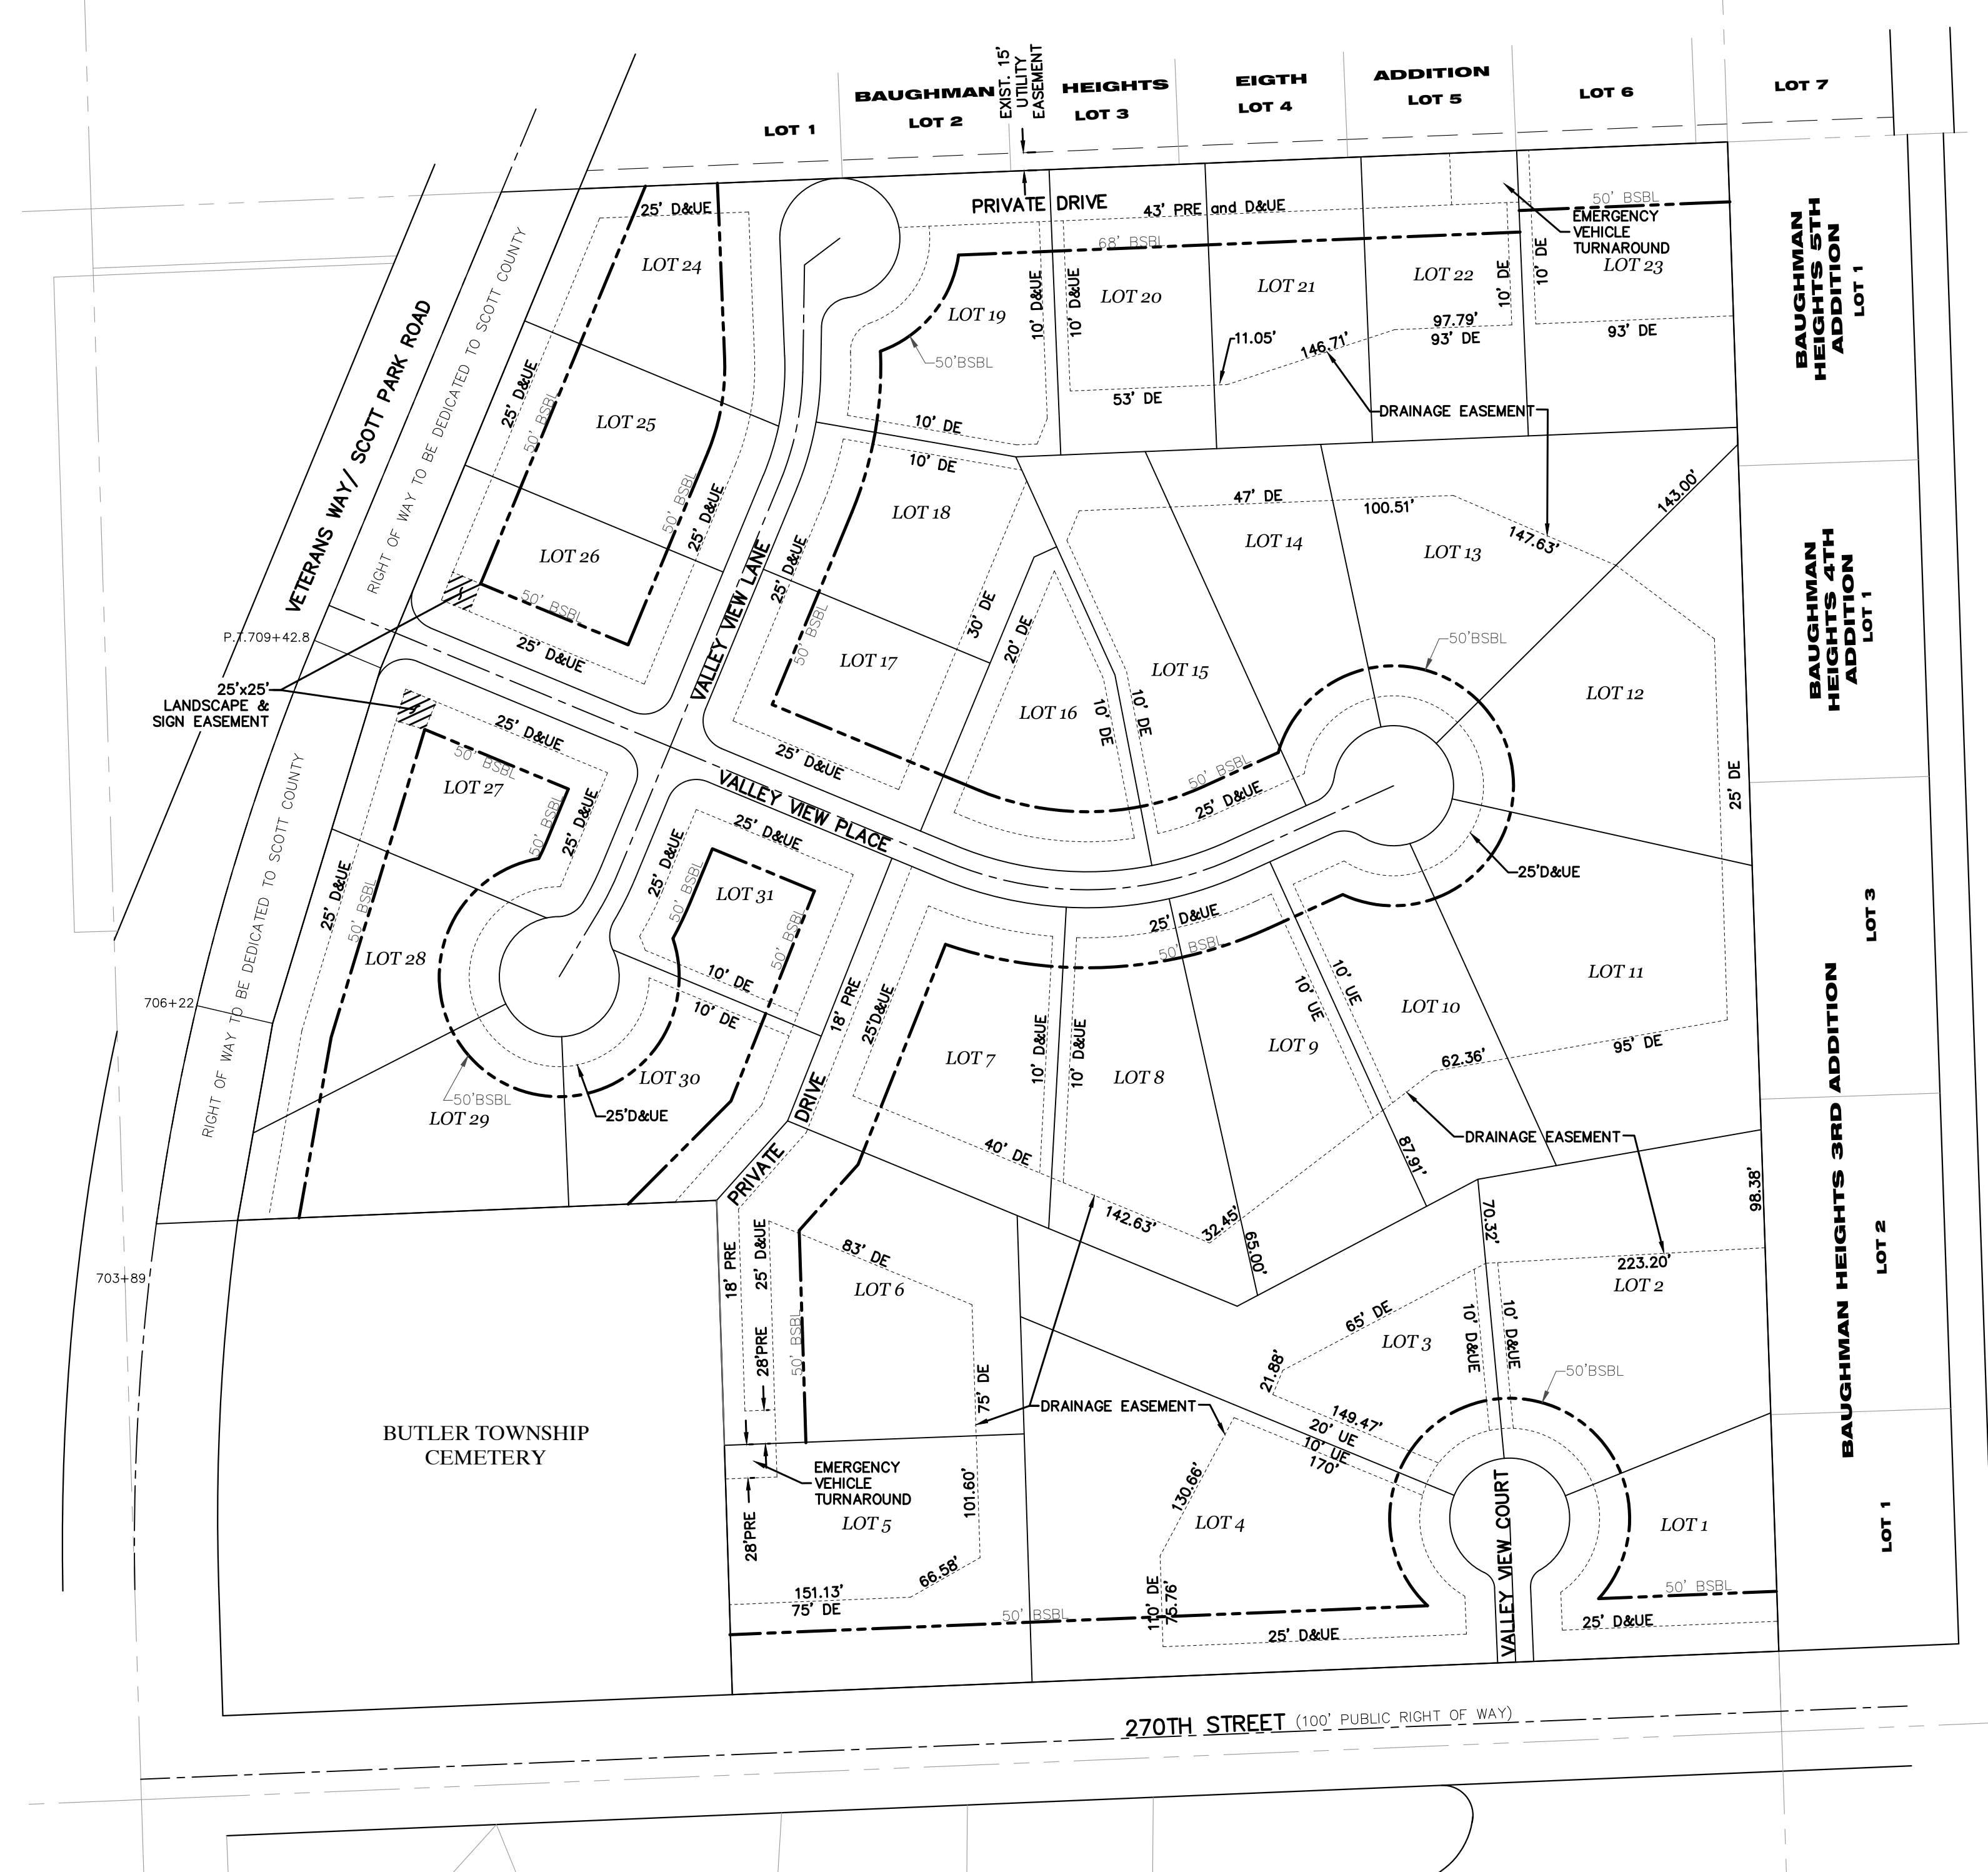 BAUGHMAN HEIGHTS EIGTH ADDITION
LOT 1
LOT 2
LOT 3
LOT 4
LOT 5
LOT 6
LOT 7
EXIST. 15'
UTILITY
EASEMENT
PRIVATE DRIVE
43' PRE and D&UE
68' BSBL
50' BSBL
EMERGENCY
VEHICLE
TURNAROUND
25' D&UE
LOT 24
LOT 19
LOT 20
LOT 21
LOT 22
LOT 23
10' D&UE
10' D&UE
10' DE
10' DE
50'BSBL
11.05'
146.71'
97.79'
93' DE
93' DE
53' DE
DRAINAGE EASEMENT
BAUGHMAN
HEIGHTS 5TH
ADDITION
LOT 1
VETERANS WAY/ SCOTT PARK ROAD
RIGHT OF WAY TO BE DEDICATED TO SCOTT COUNTY
25' D&UE
50' BSBL
LOT 25
LOT 26
50' BSBL
25' D&UE
50' BSBL
25' D&UE
VALLEY VIEW LANE
10' DE
10' DE
LOT 18
25' D&UE
50' BSBL
LOT 17
30' DE
20' DE
25' D&UE
LOT 16
10' DE
10' DE
LOT 15
47' DE
100.51'
LOT 14
LOT 13
147.63'
143.00'
50'BSBL
LOT 12
25' DE
BAUGHMAN
HEIGHTS 4TH
ADDITION
LOT 1
P.T.709+42.8
25'x25'
LANDSCAPE &
SIGN EASEMENT
25' D&UE
50' BSBL
LOT 27
50' BSBL
25' D&UE
VALLEY VIEW PLACE
50' BSBL
25' D&UE
25'D&UE
25' D&UE
50' BSBL
RIGHT OF WAY TO BE DEDICATED TO SCOTT COUNTY
LOT 28
25' D&UE
25' D&UE
50' BSBL
LOT 31
50' BSBL
10' DE
10' DE
18' PRE
25'D&UE
706+22
50'BSBL
LOT 29
LOT 30
25'D&UE
PRIVATE DRIVE
LOT 7
10' D&UE
10' D&UE
LOT 8
25' D&UE
50' BSBL
LOT 9
10' UE
10' UE
LOT 10
LOT 11
62.36'
95' DE
DRAINAGE EASEMENT
87.91'
40' DE
142.63'
32.45'
65.00'
70.32'
98.38'
BAUGHMAN HEIGHTS 3RD ADDITION
LOT 3
LOT 2
LOT 1
703+89
18' PRE
25' D&UE
28'PRE
50' BSBL
83' DE
LOT 6
75' DE
DRAINAGE EASEMENT
223.20'
LOT 2
65' DE
LOT 3
10' D&UE
10' D&UE
21.88'
50'BSBL
149.47'
20' UE
10' UE
170'
BUTLER TOWNSHIP
CEMETERY
EMERGENCY
VEHICLE
TURNAROUND
28'PRE
LOT 5
101.60'
66.58'
151.13'
75' DE
130.66'
LOT 4
110' DE
75.76'
50' BSBL
25' D&UE
VALLEY VIEW COURT
LOT 1
50' BSBL
25' D&UE
270TH STREET (100' PUBLIC RIGHT OF WAY)